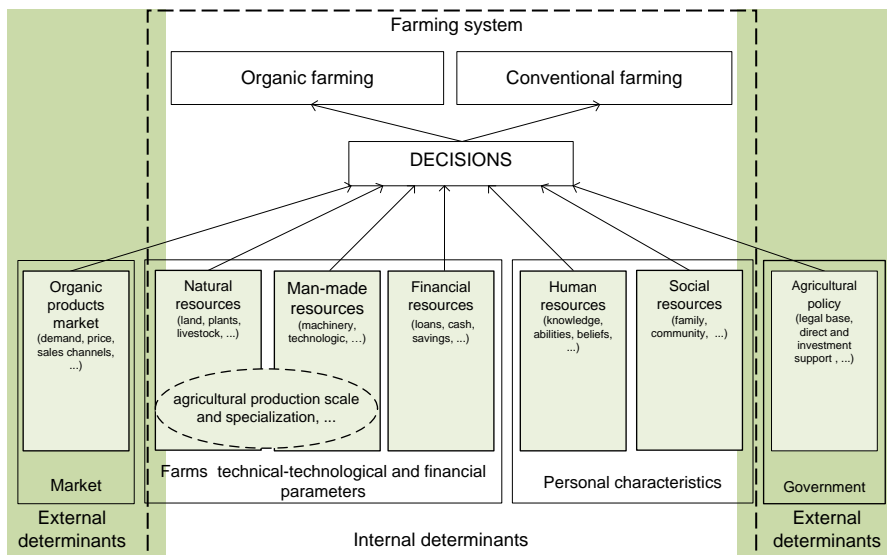 Farming system
Organic farming
Conventional farming
DECISIONS
Organic
products
market
(demand, price,
sales channels,
...)
Natural
resources
(land, plants,
livestock, ...)
Man-made
resources
(machinery,
technologic, ...)
Financial
resources
(loans, cash,
savings, ...)
Human
resources
(knowledge,
abilities, beliefs,
...)
Social
resources
(family,
community, ...)
Agricultural
policy
(legal base,
direct and
investment
support , ...)
agricultural production scale
and specialization, ...
Market
Farms technical-technological and financial
parameters
Personal characteristics
Government
External
determinants
Internal determinants
External
determinants